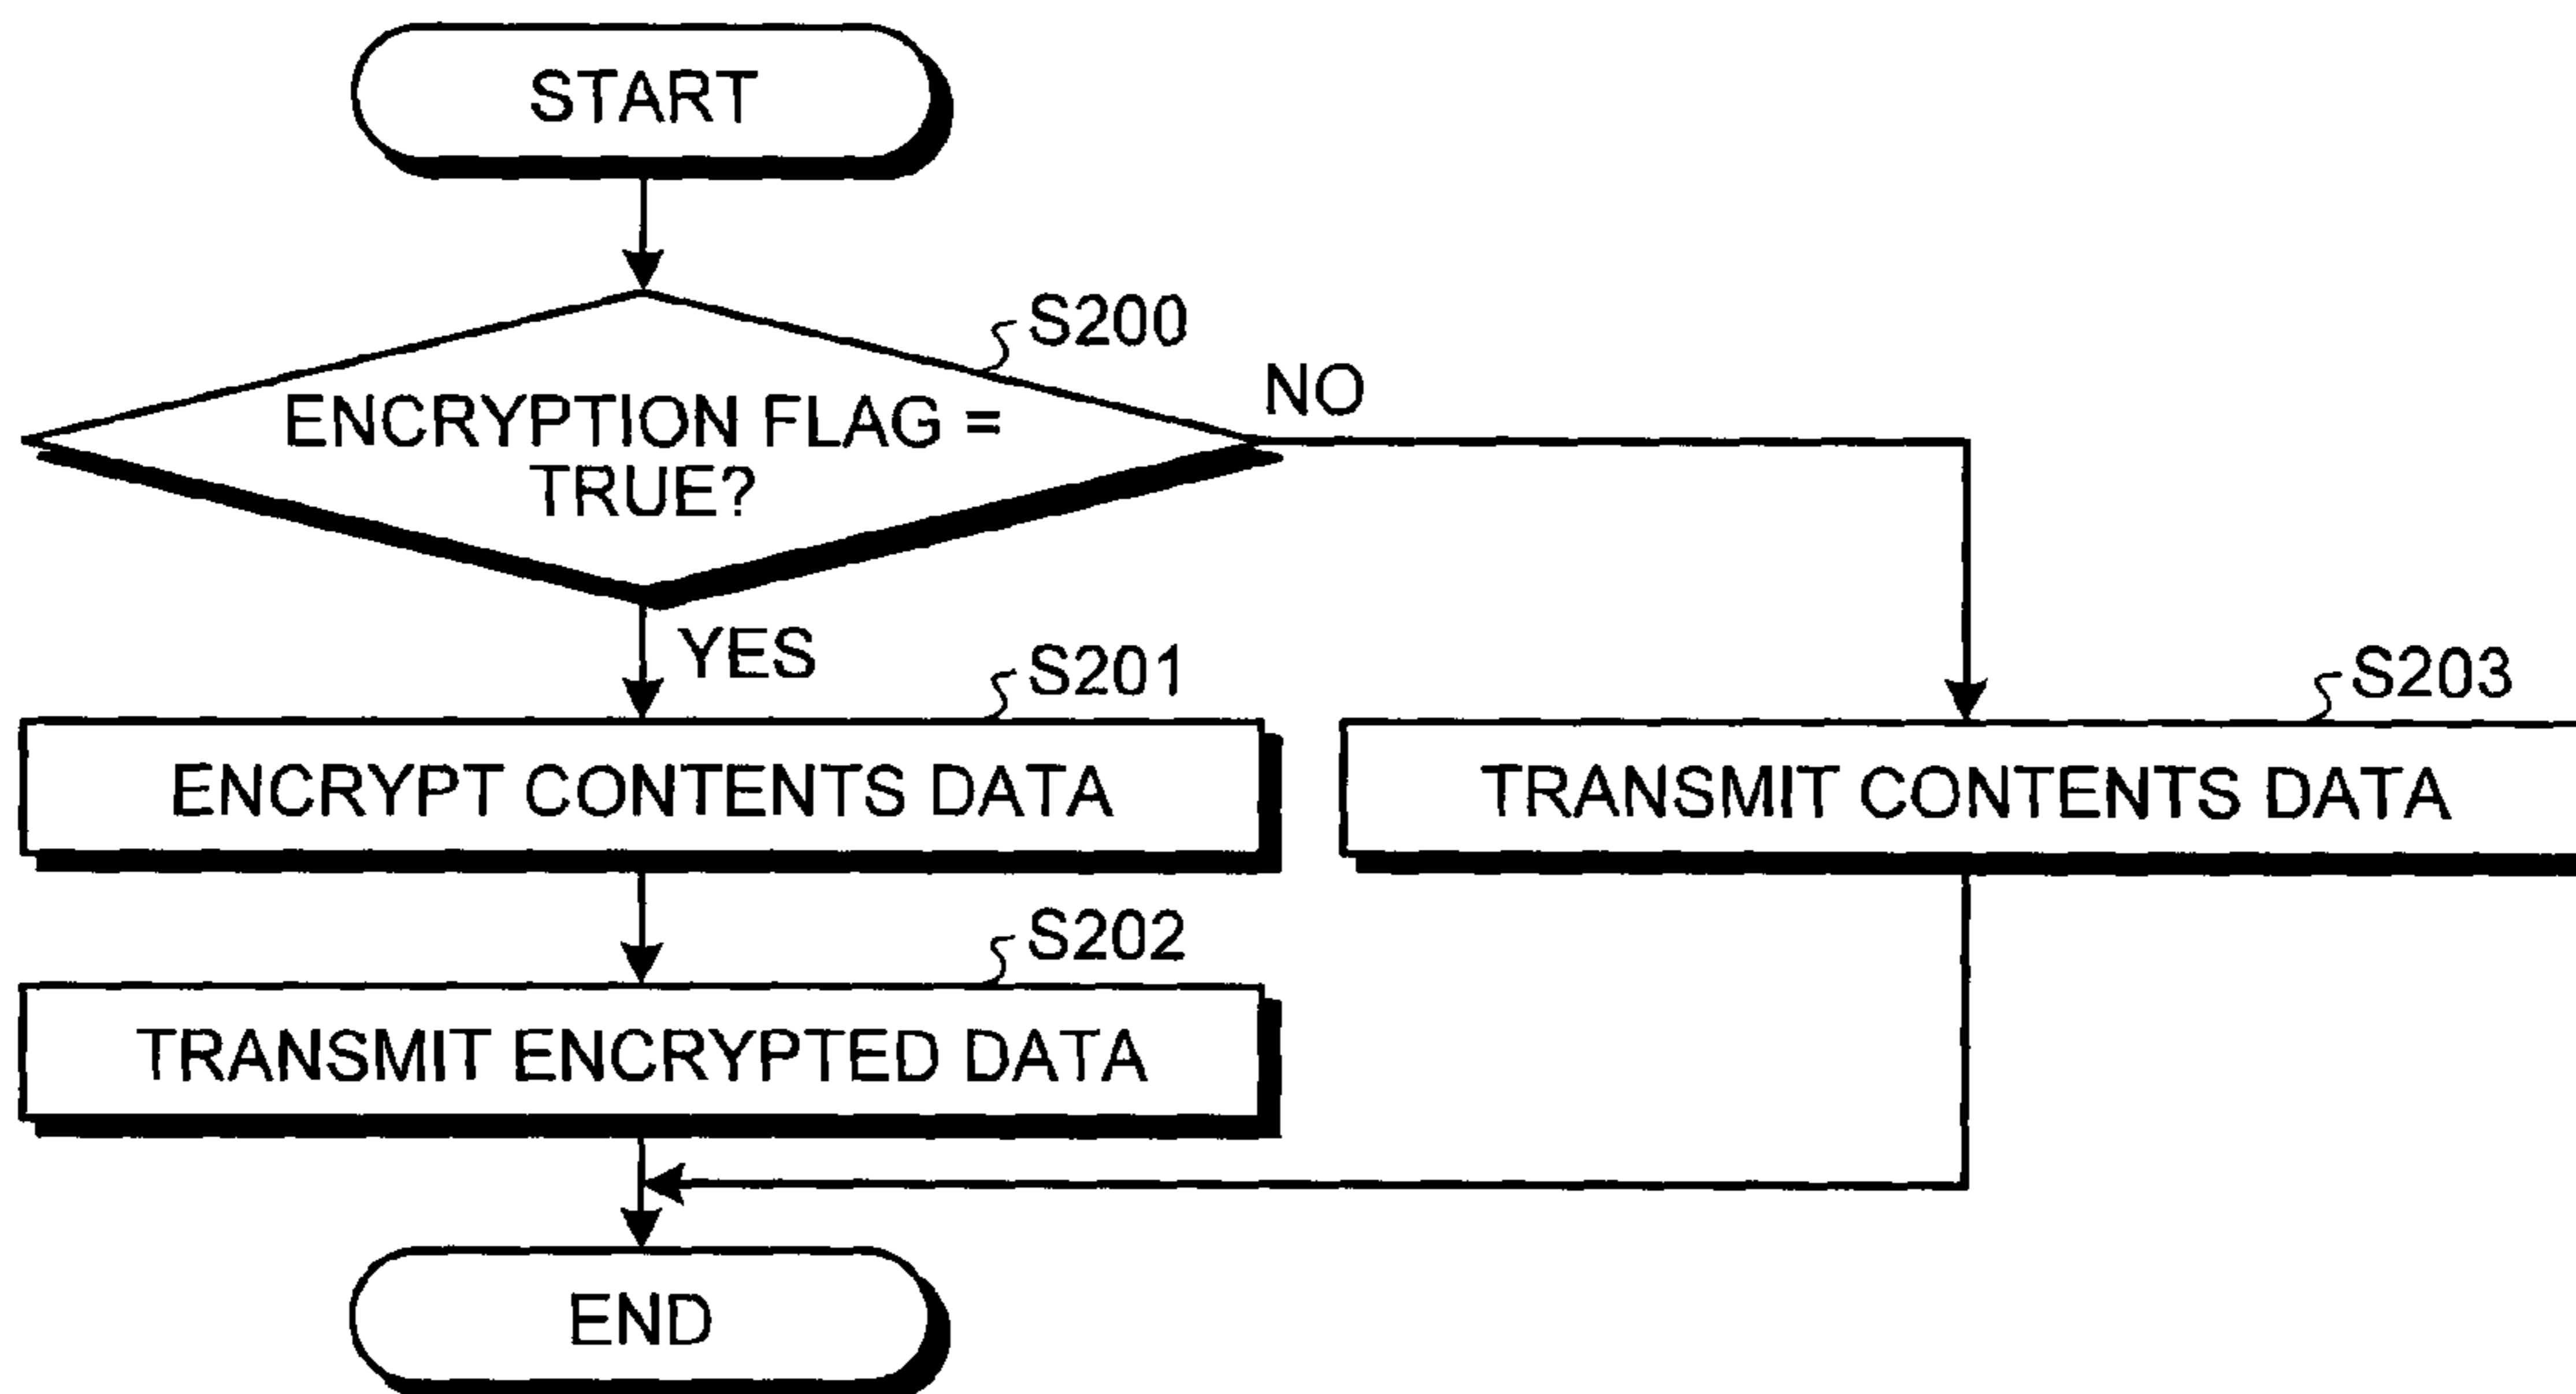 START
S200
ENCRYPTION FLAG =
TRUE?
NO
YES
S201
ENCRYPT CONTENTS DATA
S203
TRANSMIT CONTENTS DATA
S202
TRANSMIT ENCRYPTED DATA
END